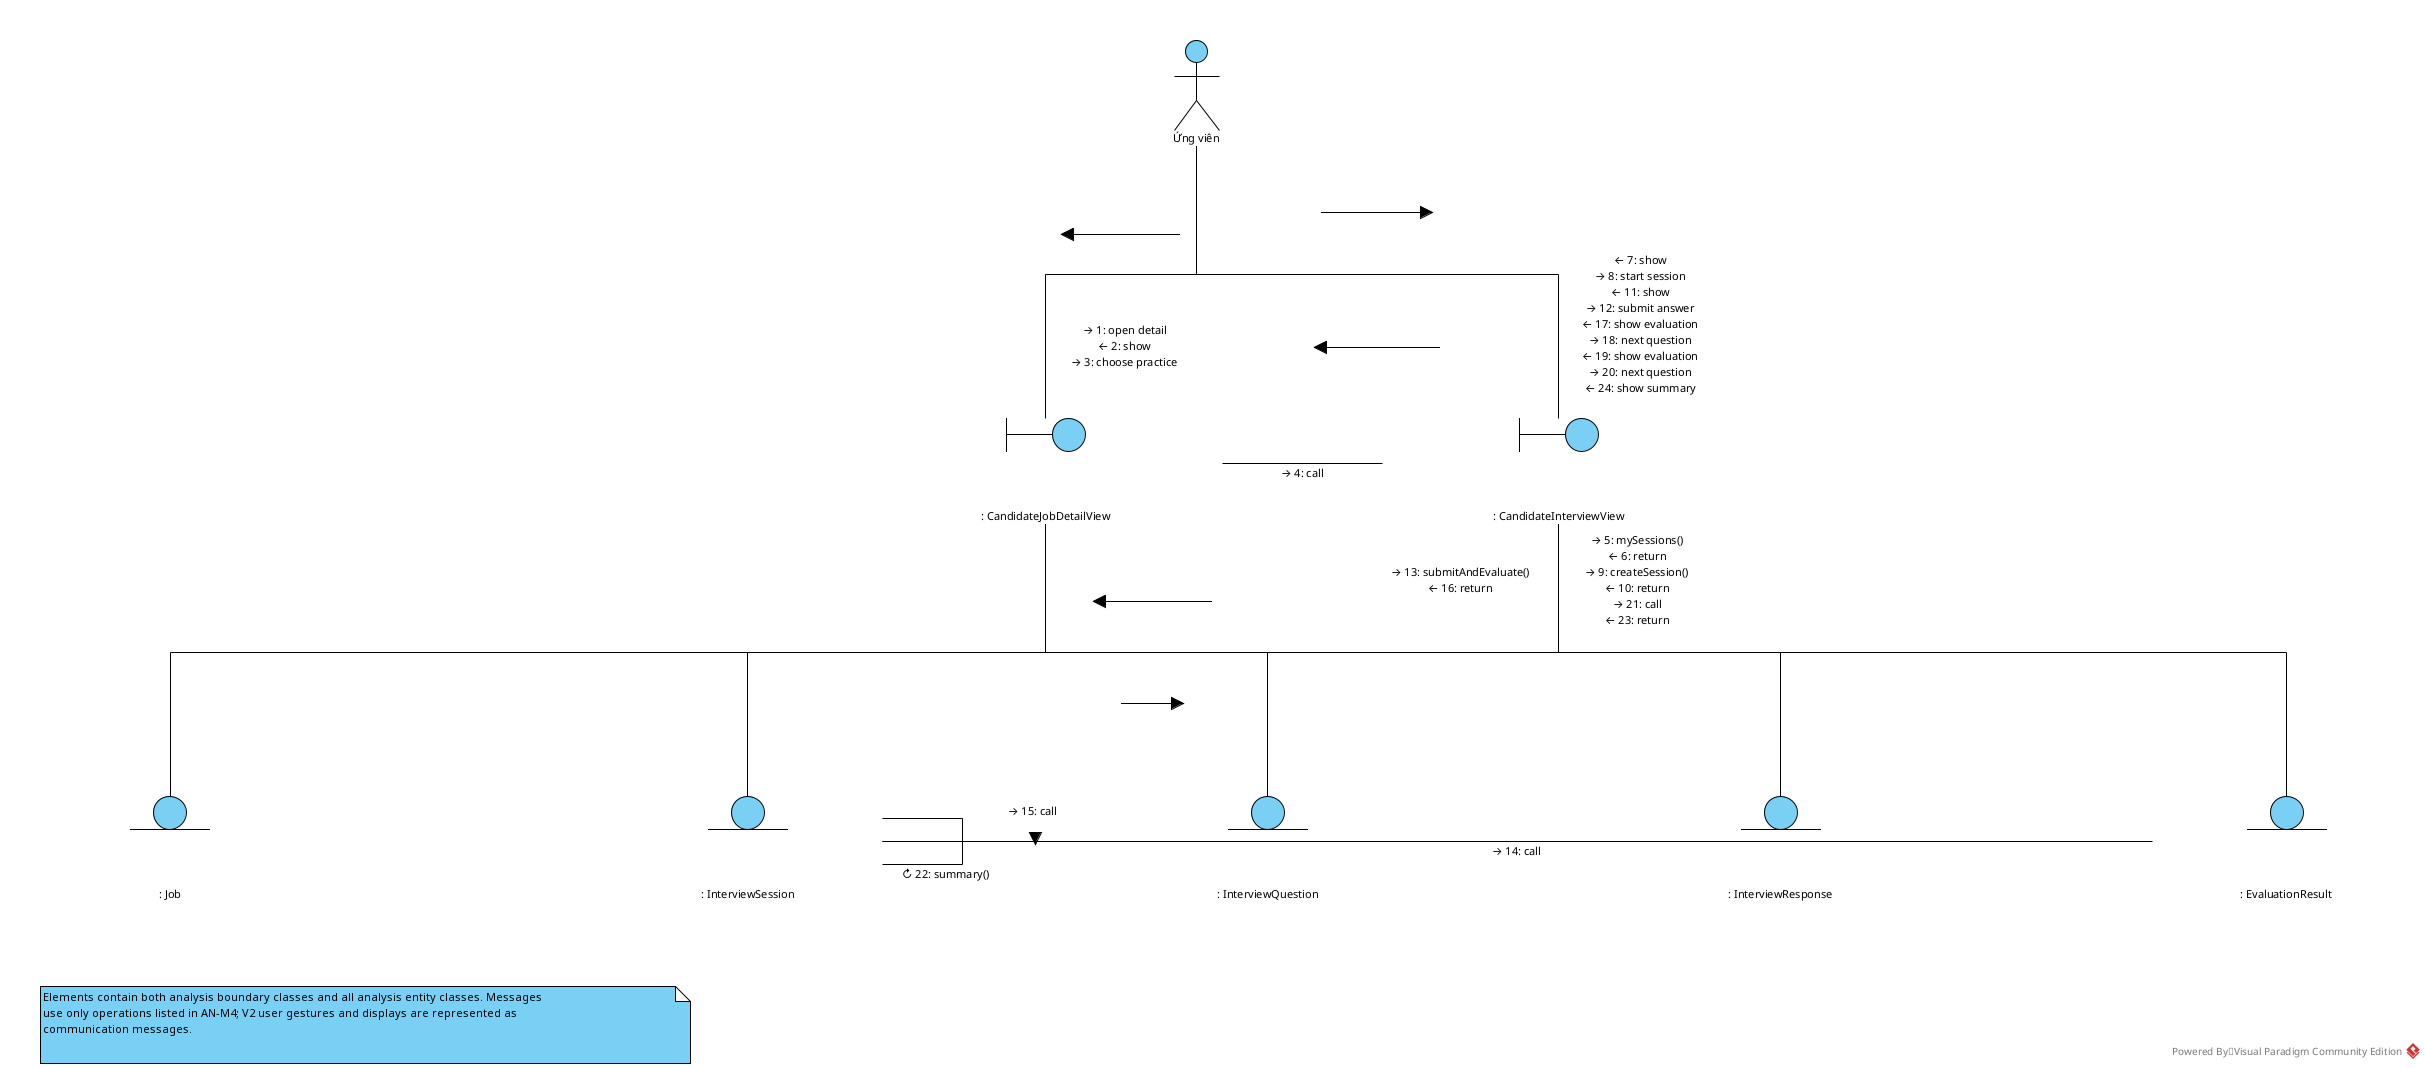 Ứng viên
← 7: show
→ 8: start session
← 11: show
→ 12: submit answer
← 17: show evaluation
→ 18: next question
← 19: show evaluation
→ 20: next question
← 24: show summary
→ 1: open detail
← 2: show
→ 3: choose practice
→ 4: call
: CandidateJobDetailView
: CandidateInterviewView
→ 5: mySessions()
← 6: return
→ 9: createSession()
← 10: return
→ 21: call
← 23: return
→ 13: submitAndEvaluate()
← 16: return
→ 15: call
→ 14: call
↻ 22: summary()
: Job
: InterviewSession
: InterviewQuestion
: InterviewResponse
: EvaluationResult
Elements contain both analysis boundary classes and all analysis entity classes. Messages
use only operations listed in AN-M4; V2 user gestures and displays are represented as
communication messages.
Powered By Visual Paradigm Community Edition